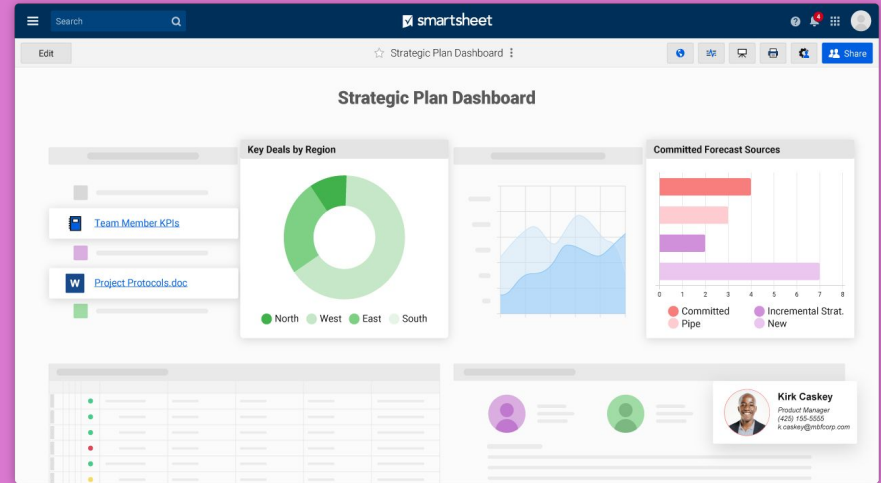 Search
smartsheet
4
Edit
Strategic Plan Dashboard
Share
Strategic Plan Dashboard
Key Deals by Region
Committed Forecast Sources
Team Member KPIs
W
Project Protocols.doc
North West East South
0 1 2 3 4 5 6 7 8
Committed Incremental Strat.
Pipe New
Kirk Caskey
Product Manager
(425) 155-5555
k.caskey@mbfcorp.com